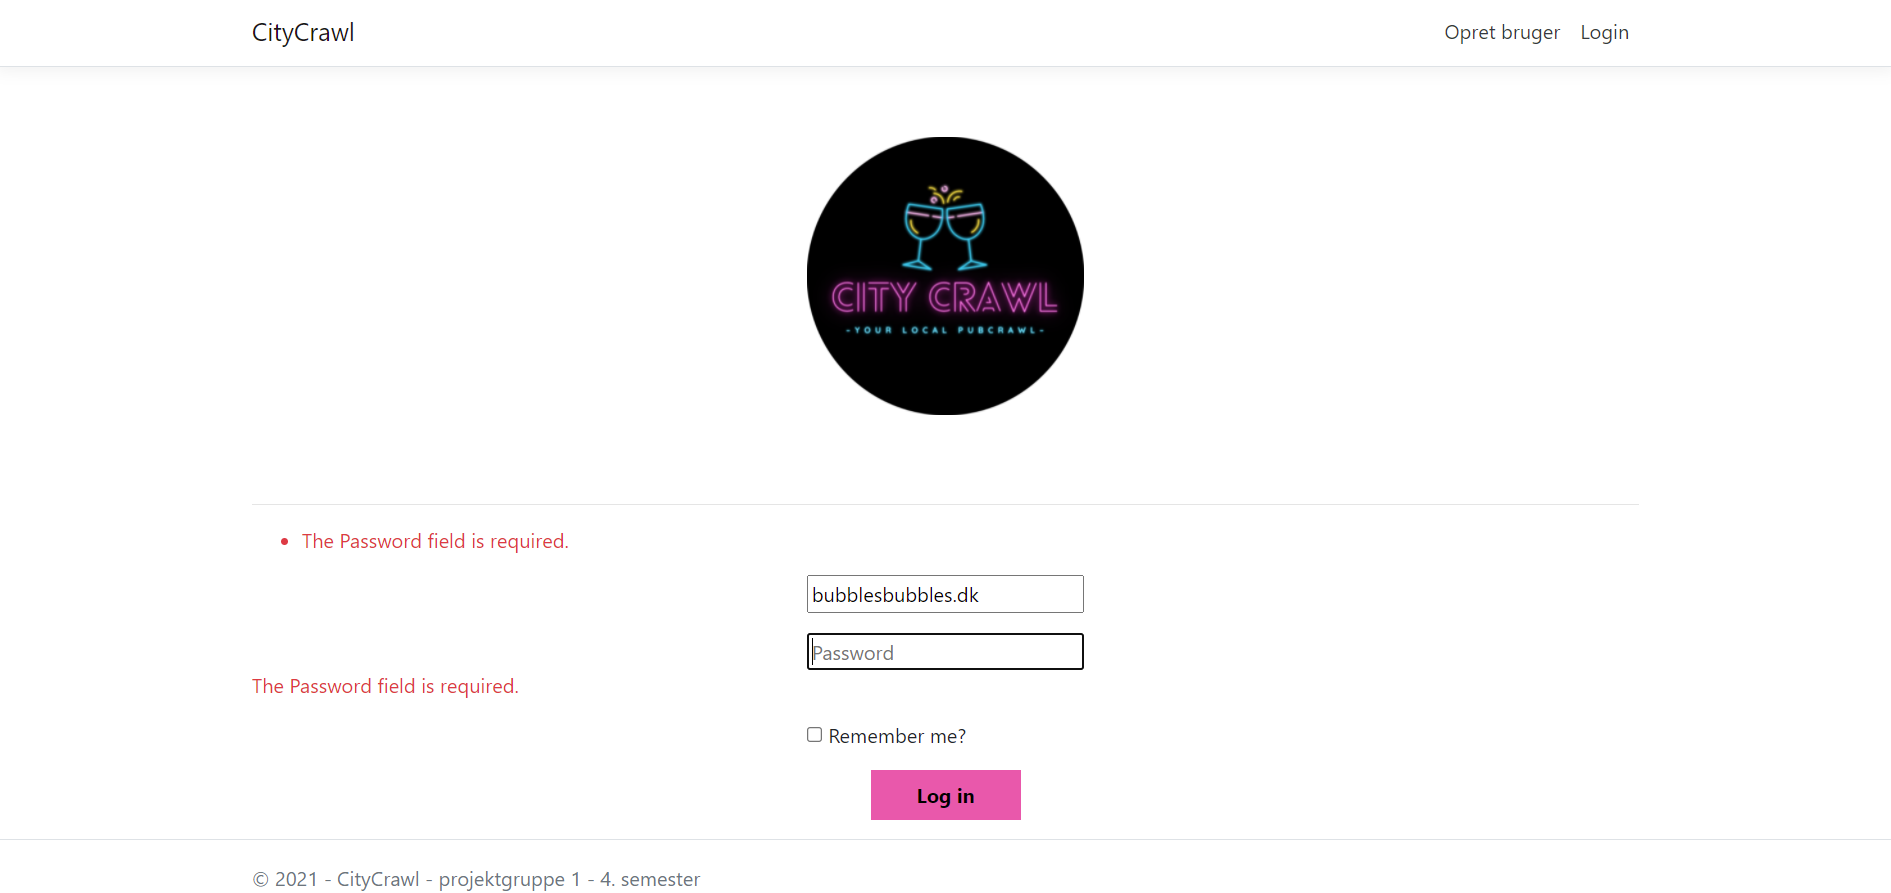 CityCrawl
Opret bruger Login
CITY CRAWL
-YOUR LOCAL PUBCRAWL-
The Password field is required.
bubblesbubbles.dk
Password
The Password field is required.
Remember me?
Log in
© 2021 - CityCrawl - projektgruppe 1 - 4. semester